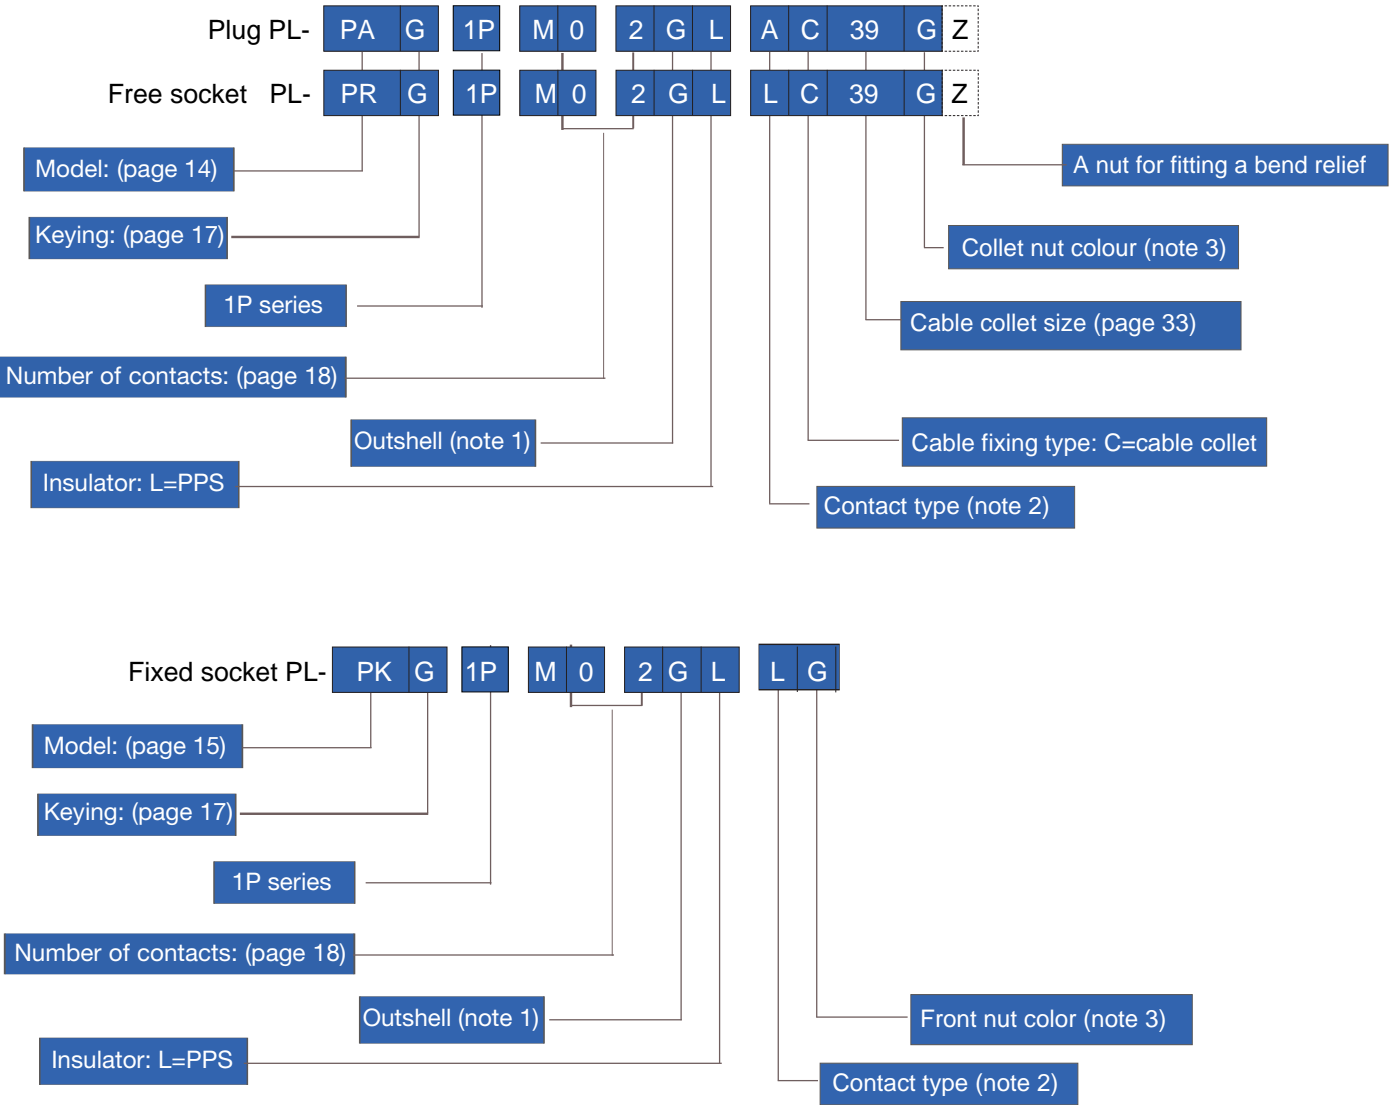 Plug PL- PA G 1P M 0 2 G L A C 39 G Z
Free socket PL- PR G 1P M 0 2 G L L C 39 G Z
Model: (page 14)
A nut for fitting a bend relief
Keying: (page 17)
Collet nut colour (note 3)
1P series
Cable collet size (page 33)
Number of contacts: (page 18)
Outshell (note 1)
Cable fixing type: C=cable collet
Insulator: L=PPS
Contact type (note 2)
Fixed socket PL- PK G 1P M 0 2 G L L G
Model: (page 15)
Keying: (page 17)
1P series
Number of contacts: (page 18)
Outshell (note 1)
Front nut color (note 3)
Insulator: L=PPS
Contact type (note 2)